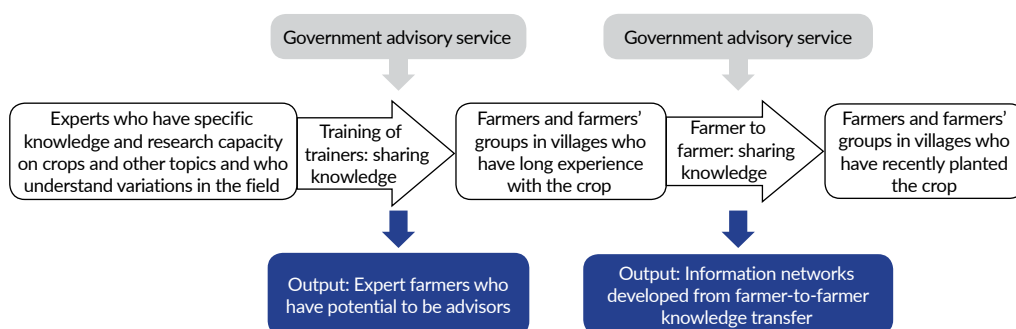 Government advisory service
Government advisory service
Experts who have specific
knowledge and research capacity
on crops and other topics and who
understand variations in the field
Training of
trainers: sharing
knowledge
Farmers and farmers’
groups in villages who
have long experience
with the crop
Farmer to
farmer: sharing
knowledge
Farmers and farmers’
groups in villages who
have recently planted
the crop
Output: Expert farmers who
have potential to be advisors
Output: Information networks
developed from farmer-to-farmer
knowledge transfer